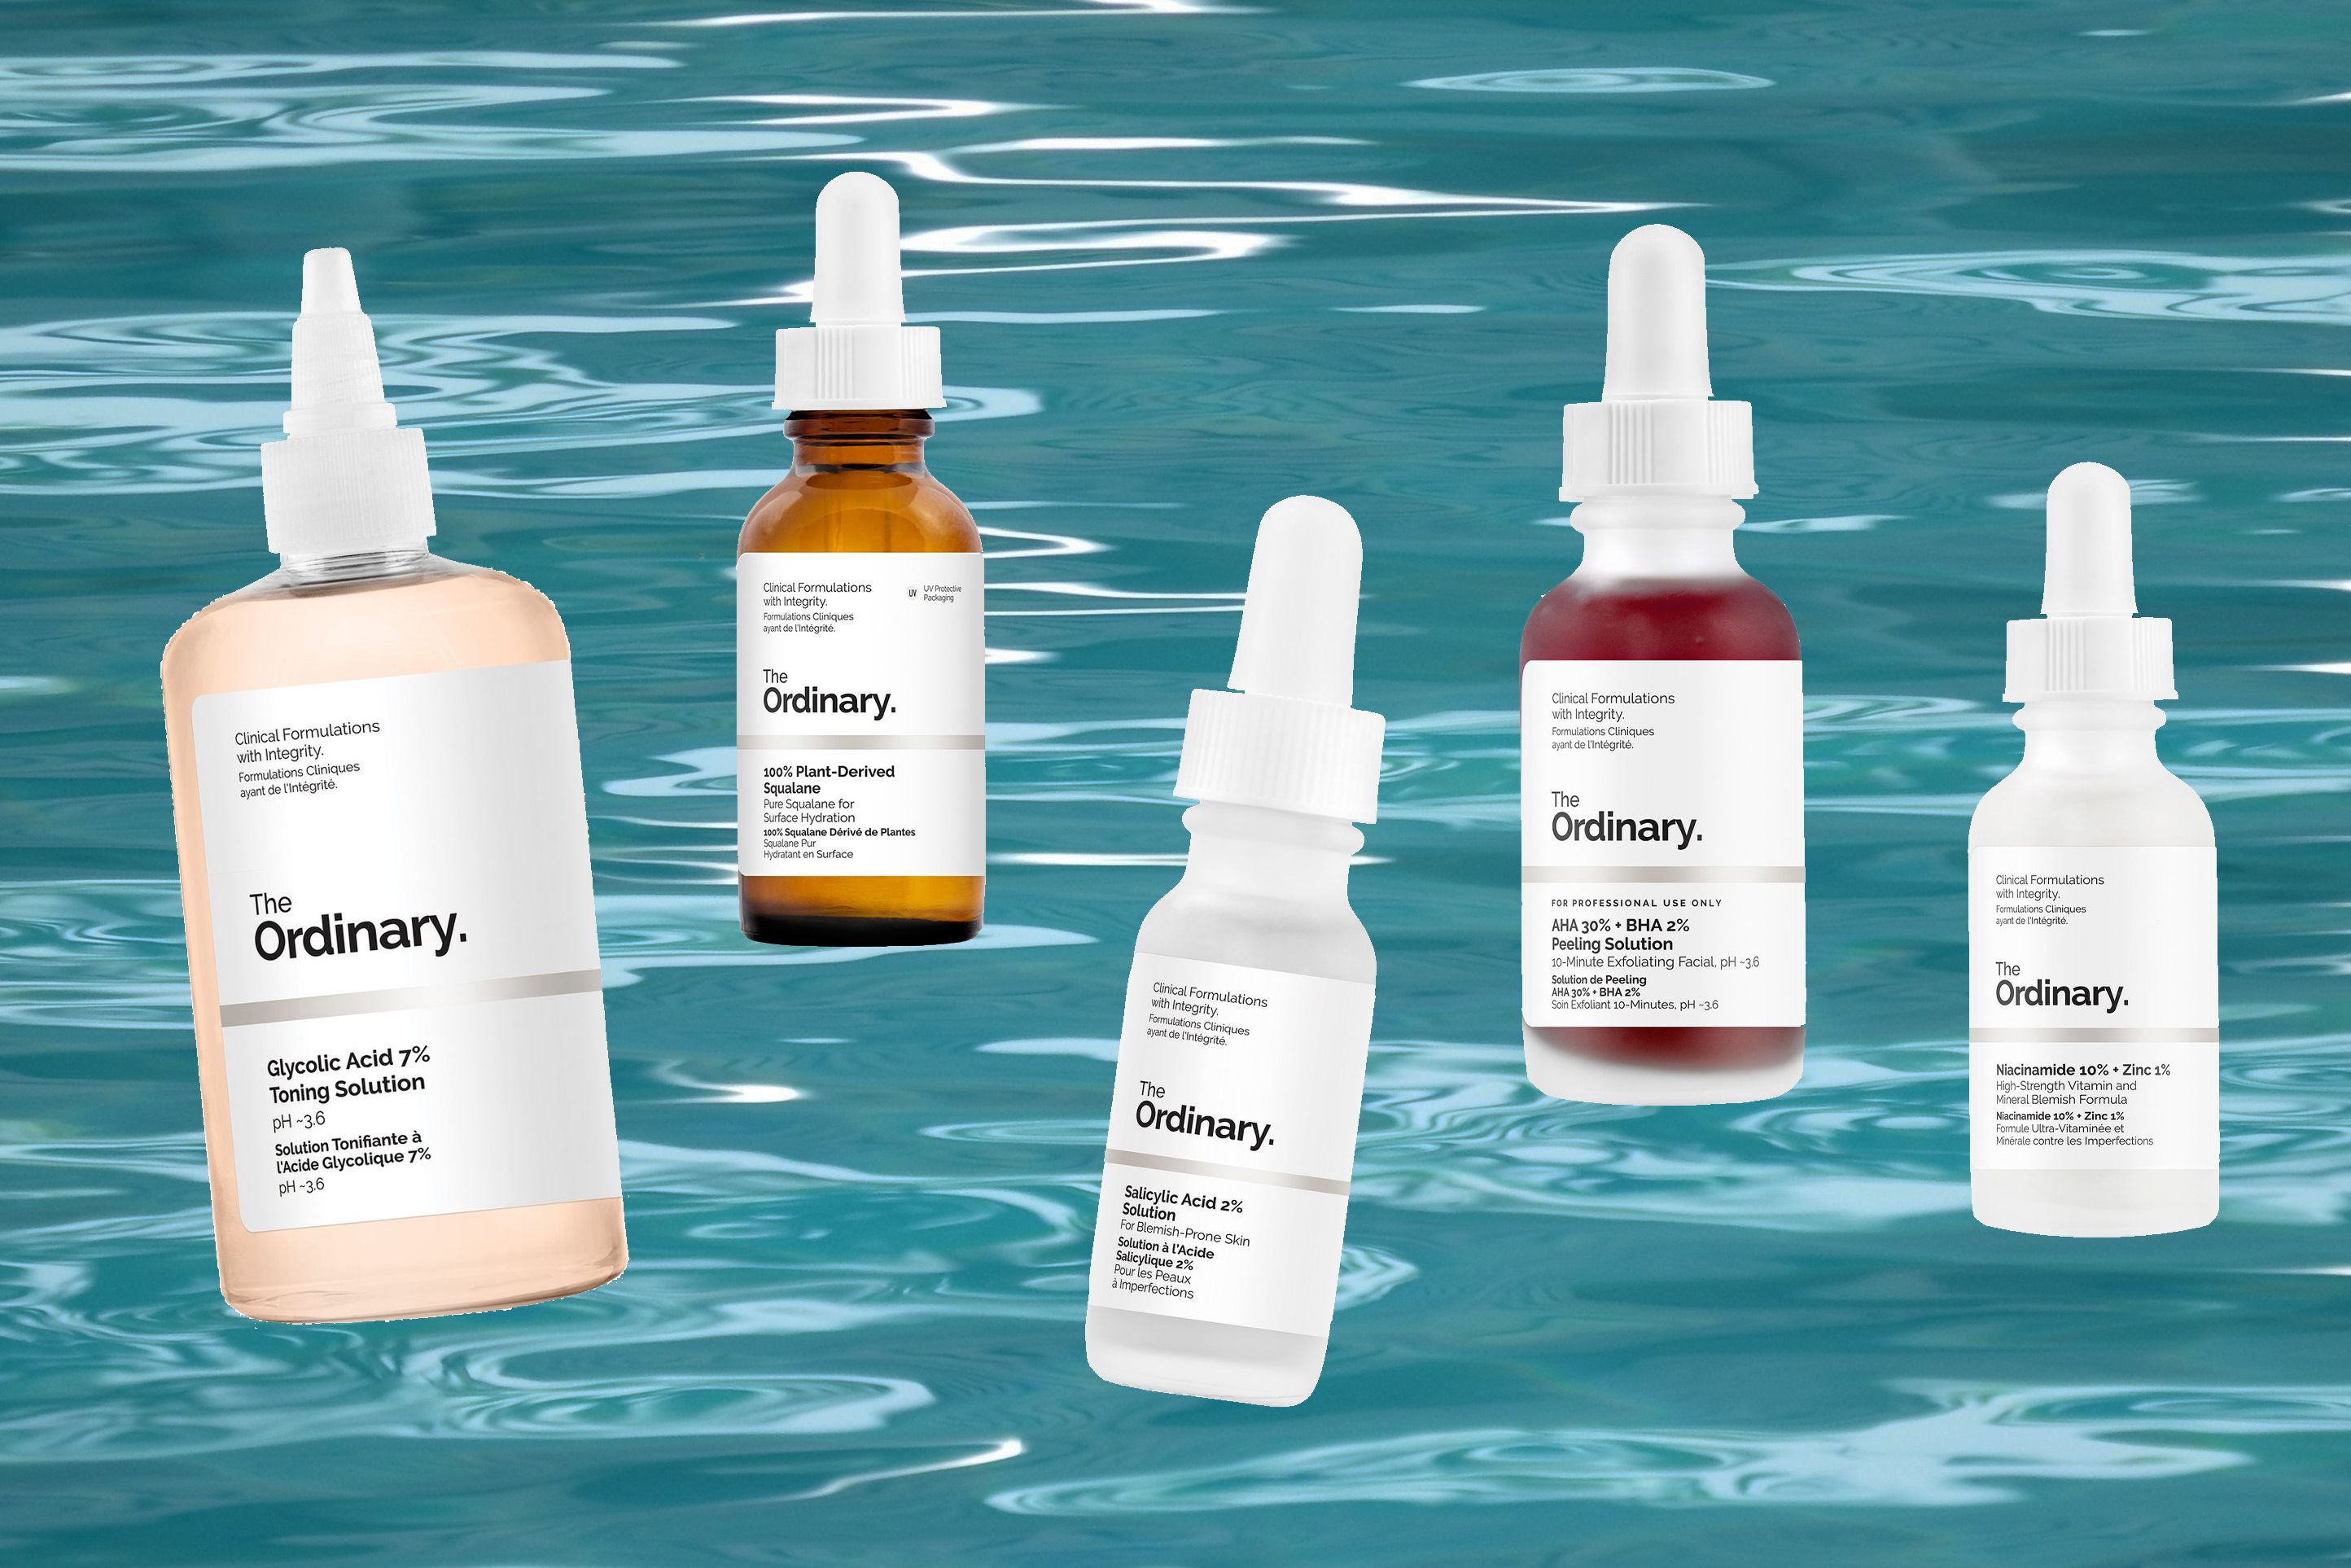 Clinical Formulations
with Integrity.
Formulations Cliniques
ayant de l'Intégrité.
The
Ordinary.
Glycolic Acid 7%
Toning Solution
pH ~3.6
Solution Tonifiante à
l'Acide Glycolique 7%
pH ~3.6
Clinical Formulations
with Integrity.
Formulations Cliniques
ayant de l'Intégrité.
UV
UV Protective
Packaging
The
Ordinary.
100% Plant-Derived
Squalane
Pure Squalane for
Surface Hydration
100% Squalane Dérivé de Plantes
Squalane Pur
Hydratant en Surface
Clinical Formulations
with Integrity.
Formulations Cliniques
ayant de l'Intégrité.
The
Ordinary.
Salicylic Acid 2%
Solution
For Blemish-Prone Skin
Solution à l'Acide
Salicylique 2%
Pour les Peaux
à Imperfections
Clinical Formulations
with Integrity.
Formulations Cliniques
ayant de l'Intégrité.
The
Ordinary.
FOR PROFESSIONAL USE ONLY
AHA 30% + BHA 2%
Peeling Solution
10-Minute Exfoliating Facial, pH ~3.6
Solution de Peeling
AHA 30% + BHA 2%
Soin Exfoliant 10-Minutes, pH ~3.6
Clinical Formulations
with Integrity.
Formulations Cliniques
ayant de l'Intégrité.
The
Ordinary.
Niacinamide 10% + Zinc 1%
High-Strength Vitamin and
Mineral Blemish Formula
Niacinamide 10% + Zinc 1%
Formule Ultra-Vitaminée et
Minérale contre les Imperfections